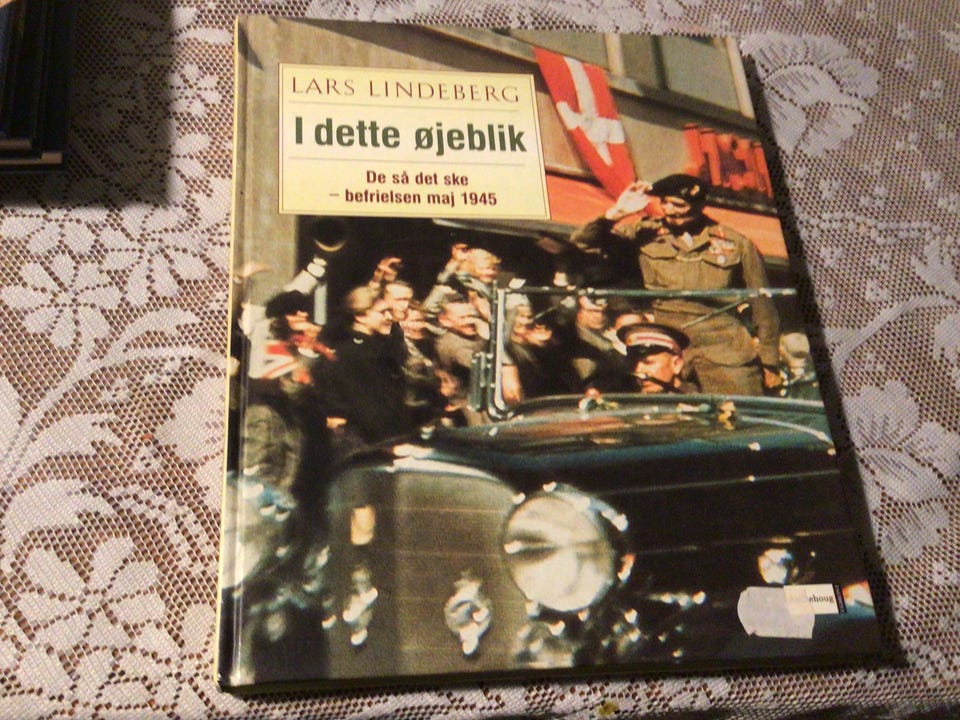 LARS LINDEBERG
I dette øjeblik
De så det ske
– befrielsen maj 1945